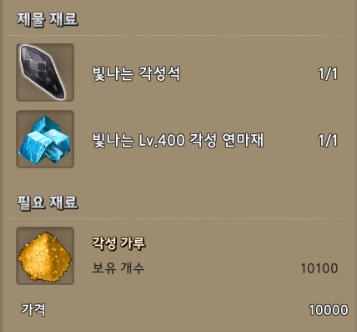 제물 재료
빛나는 각성석 1/1
빛나는 Lv.400 각성 연마재 1/1
필요 재료
각성 가루
보유 개수 10100
가격 10000